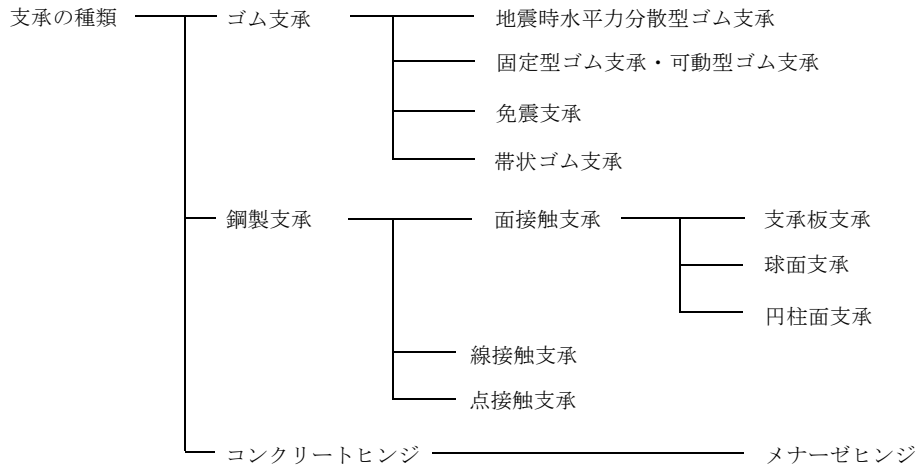 支承の種類
ゴム支承
地震時水平力分散型ゴム支承
固定型ゴム支承・可動型ゴム支承
免震支承
帯状ゴム支承
鋼製支承
面接触支承
支承板支承
球面支承
円柱面支承
線接触支承
点接触支承
コンクリートヒンジ
メナーゼヒンジ